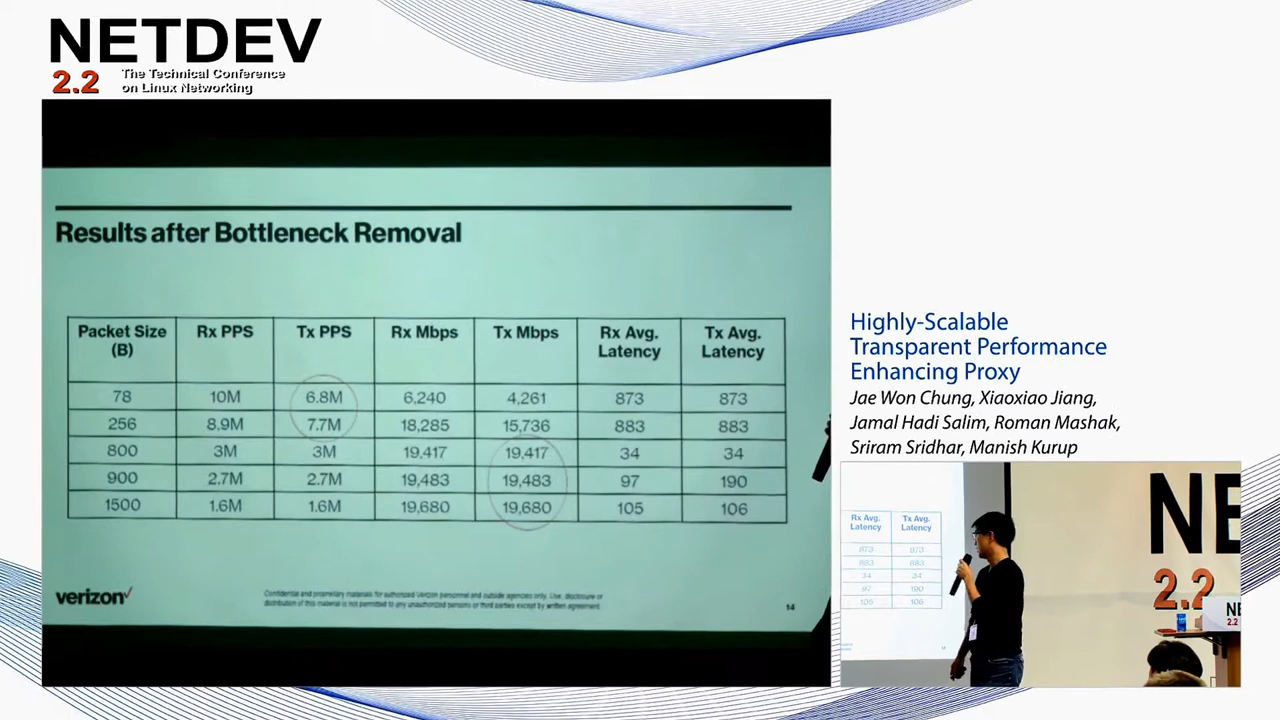 NETDEV
2.2 The Technical Conference
on Linux Networking
Results after Bottleneck Removal
Packet Size (B) Rx PPS Tx PPS Rx Mbps Tx Mbps Rx Avg. Latency Tx Avg. Latency
78 10M 6.8M 6,240 4,261 873 873
256 8.9M 7.7M 18,285 15,736 883 883
800 3M 3M 19,417 19,417 34 34
900 2.7M 2.7M 19,483 19,483 97 190
1500 1.6M 1.6M 19,680 19,680 105 106
verizon
Confidential and proprietary materials for authorized Verizon personnel and outside agencies only. Use, disclosure or
distribution of this material is not permitted to any unauthorized persons or third parties except by written agreement.
14
Highly-Scalable
Transparent Performance
Enhancing Proxy
Jae Won Chung, Xiaoxiao Jiang,
Jamal Hadi Salim, Roman Mashak,
Sriram Sridhar, Manish Kurup
Rx Avg. Latency Tx Avg. Latency
873 873
883 883
34 34
97 190
105 106
NE
2.2
NE
2.2